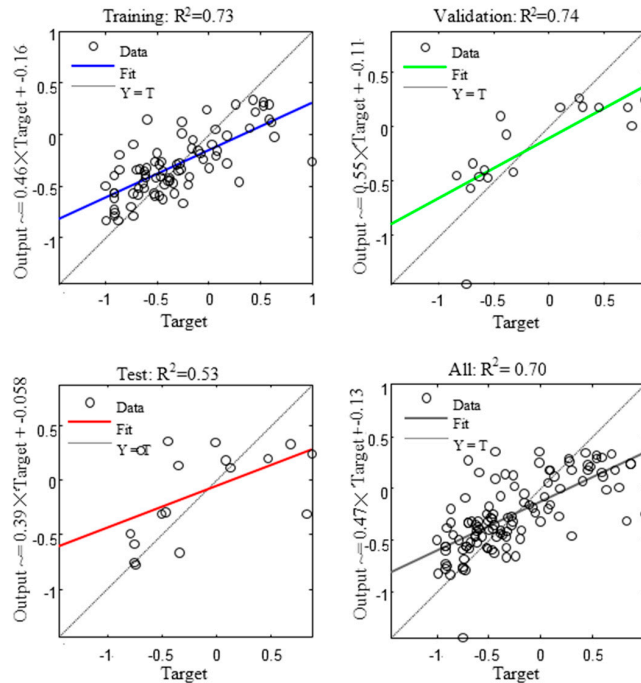 Training: R²=0.73
Data
Fit
Y = T
Output ~=0.46×Target + -0.16
1
0.5
0
-0.5
-1
-1 -0.5 0 0.5 1
Target
Validation: R²=0.74
Data
Fit
Y = T
Output ~=0.55×Target + -0.11
0.5
0
-0.5
-1
-1 -0.5 0 0.5
Target
Test: R²=0.53
Data
Fit
Y = T
Output ~=0.39×Target + -0.058
0.5
0
-0.5
-1
-1 -0.5 0 0.5
Target
All: R²= 0.70
Data
Fit
Y = T
Output ~=0.47× Target +-0.13
0.5
0
-0.5
-1
-1 -0.5 0 0.5
Target